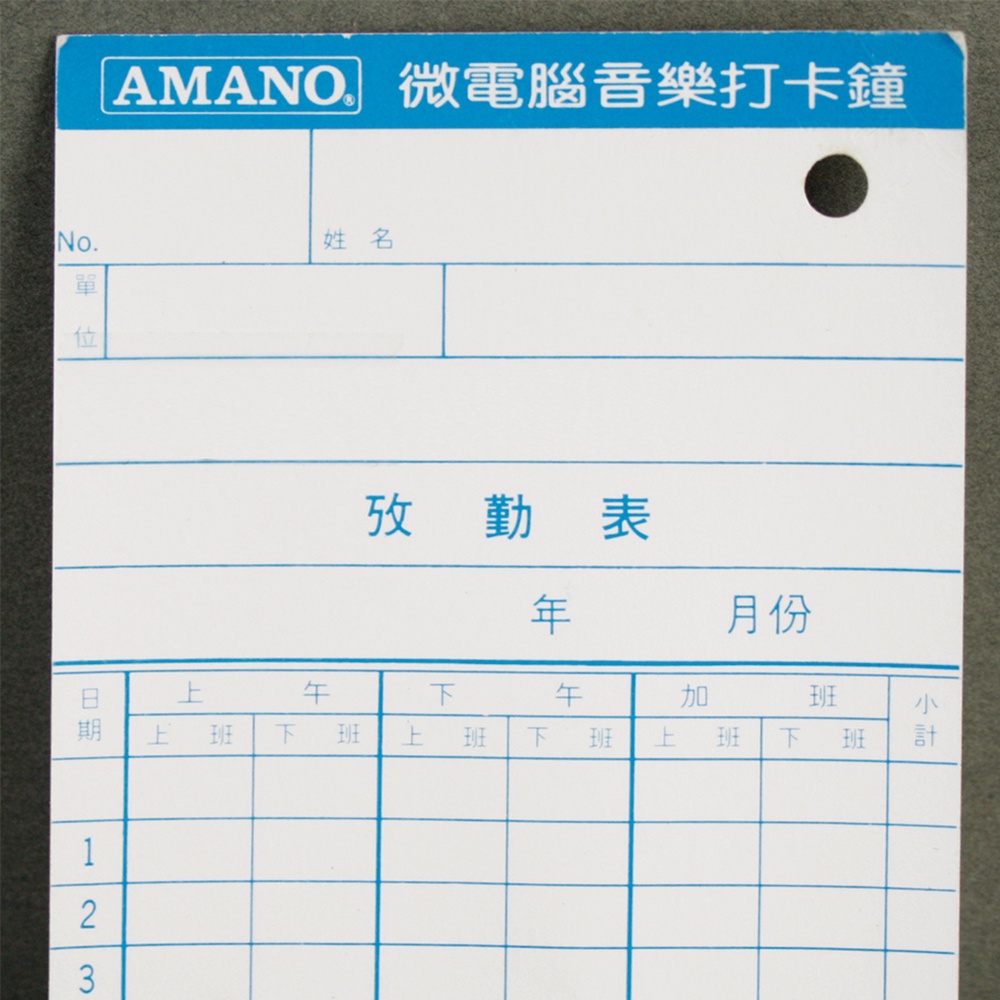 AMANO® 微電腦音樂打卡鐘
No. 姓名
單位
攷勤表
年 月份
日期 上午 下午 加班 小計
上班 下班 上班 下班 上班 下班
1
2
3